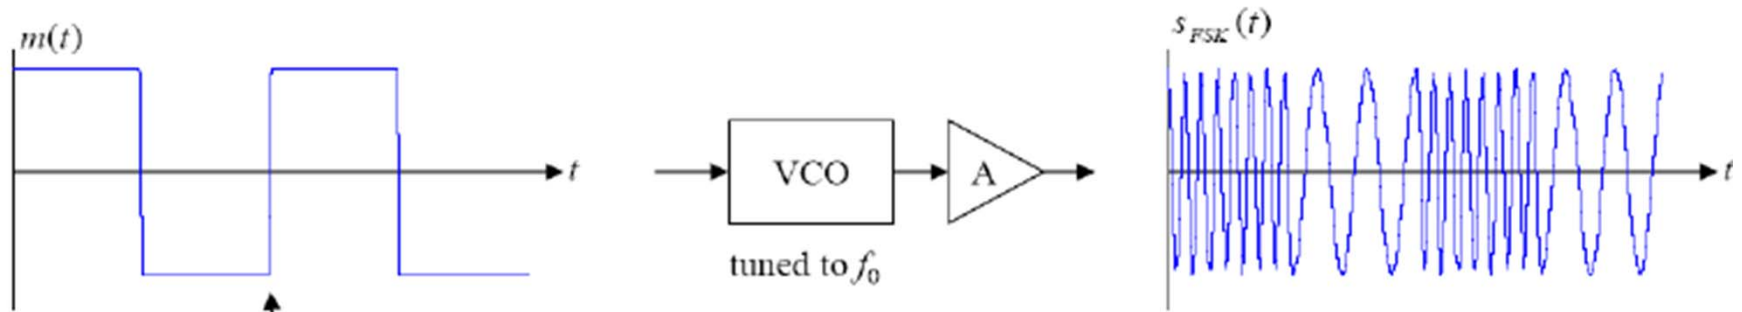 m(t)
t
VCO
A
tuned to f₀
s_FSK(t)
t